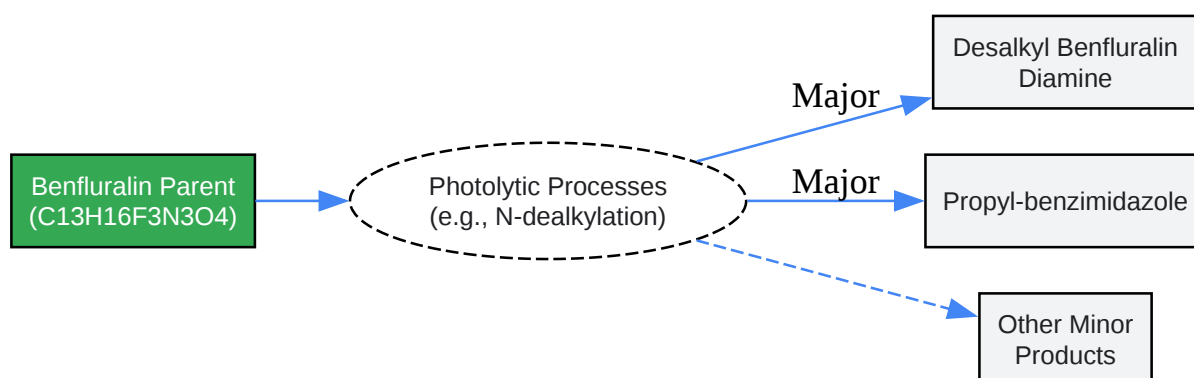 Benfluralin Parent
(C13H16F3N3O4)
Photolytic Processes
(e.g., N-dealkylation)
Major
Desalkyl Benfluralin
Diamine
Major
Propyl-benzimidazole
Other Minor
Products